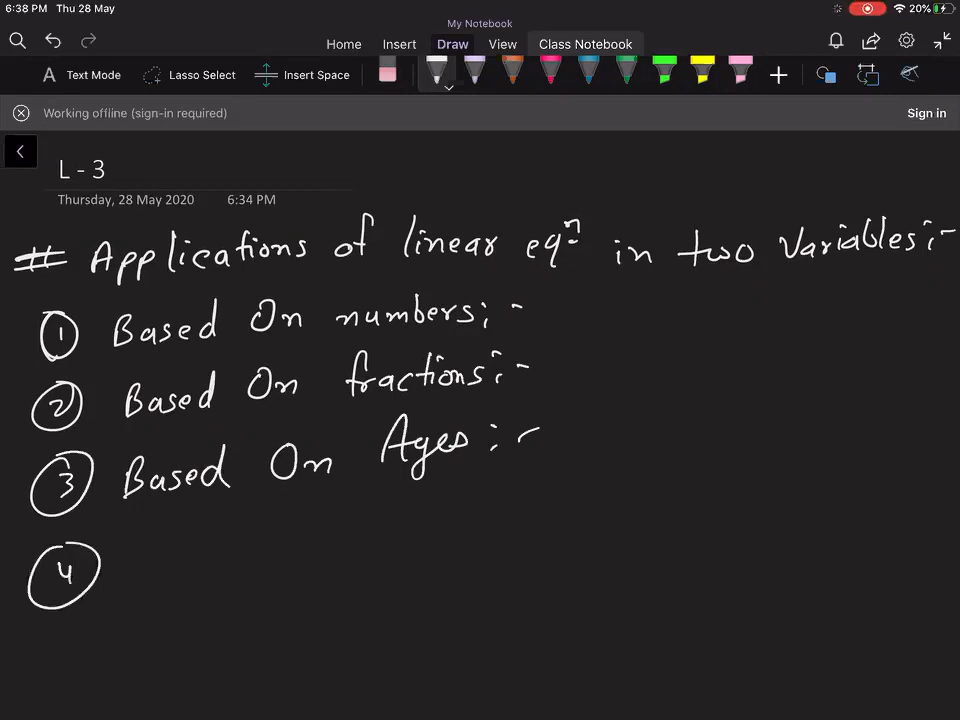 6:38 PM Thu 28 May 20%
My Notebook
Home Insert Draw View Class Notebook
Text Mode Lasso Select Insert Space
Working offline (sign-in required) Sign in
L - 3
Thursday, 28 May 2020 6:34 PM
# Applications of linear eqⁿ in two Variables :-
① Based On numbers :-
② Based On fractions :-
③ Based On Ages :-
④